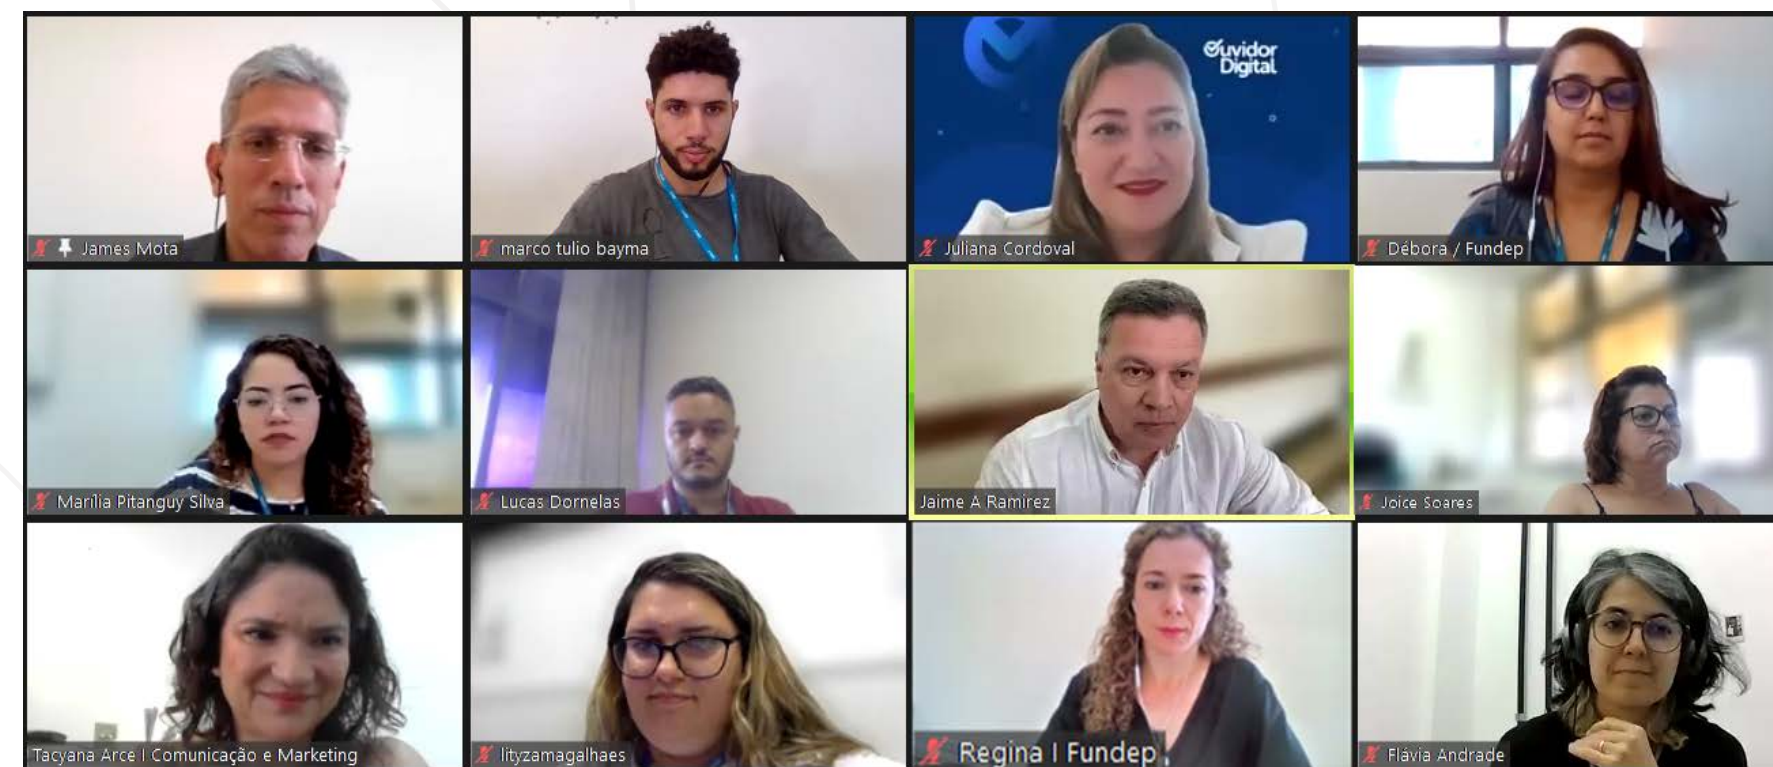 Ouvidor
Digital
James Mota
marco tulio bayma
Juliana Cordoval
Débora / Fundep
Marília Pitanguy Silva
Lucas Dornelas
Jaime A Ramirez
Joice Soares
Tacyana Arce I Comunicação e Marketing
lityzamagalhaes
Regina I Fundep
Flávia Andrade